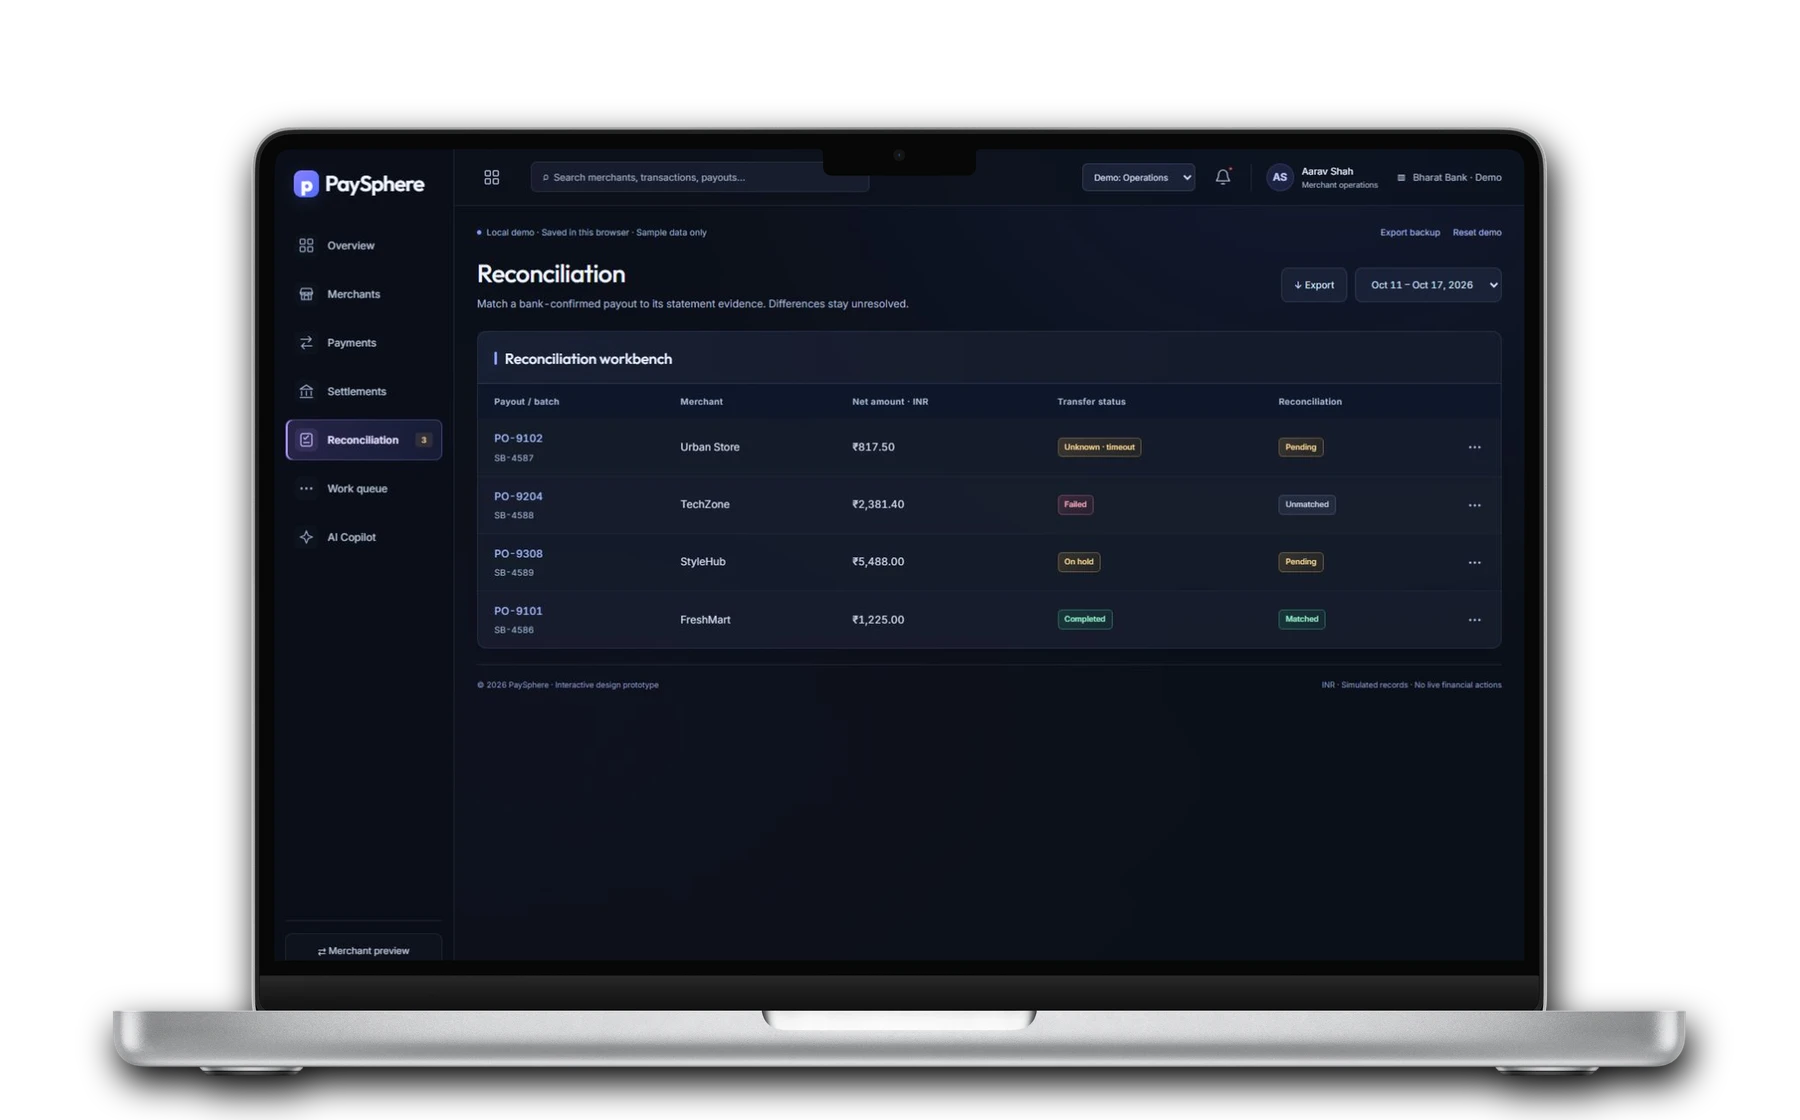 p PaySphere
Search merchants, transactions, payouts...
Demo: Operations
AS
Aarav Shah
Merchant operations
Bharat Bank · Demo
Overview
Merchants
Payments
Settlements
Reconciliation 3
Work queue
AI Copilot
⇄ Merchant preview
Local demo · Saved in this browser · Sample data only
Export backup Reset demo
Reconciliation
Match a bank-confirmed payout to its statement evidence. Differences stay unresolved.
↓ Export
Oct 11 – Oct 17, 2026
Reconciliation workbench
Payout / batch Merchant Net amount · INR Transfer status Reconciliation
PO-9102 Urban Store ₹817.50 Unknown · timeout Pending ...
SB-4587
PO-9204 TechZone ₹2,381.40 Failed Unmatched ...
SB-4588
PO-9308 StyleHub ₹5,488.00 On hold Pending ...
SB-4589
PO-9101 FreshMart ₹1,225.00 Completed Matched ...
SB-4586
© 2026 PaySphere · Interactive design prototype
INR · Simulated records · No live financial actions